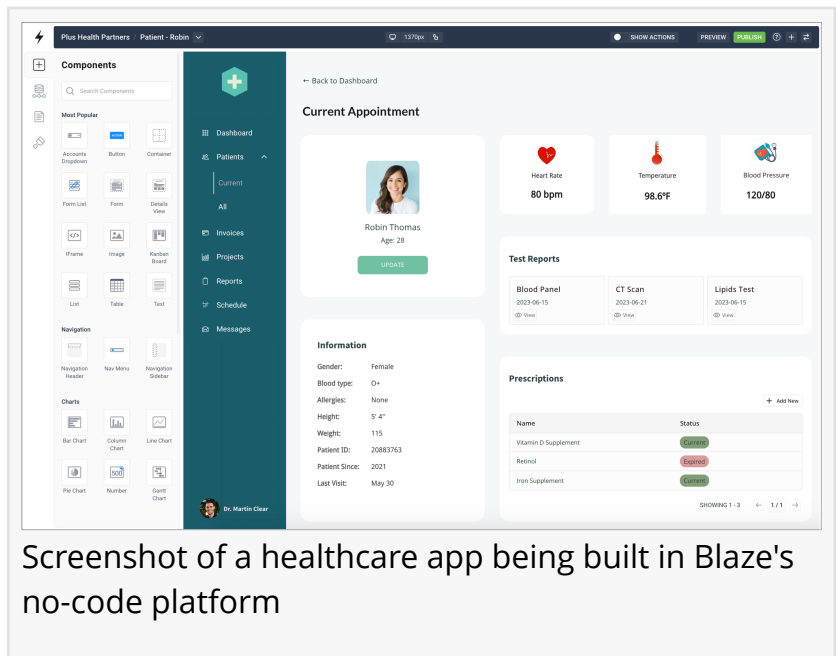 Plus Health Partners / Patient - Robin
1370px
SHOW ACTIONS
PREVIEW
PUBLISH
Components
Search Components
Most Popular
Accounts Dropdown
Button
Container
Form List
Form
Details View
IFrame
Image
Kanban Board
List
Table
Text
Navigation
Navigation Header
Nav Menu
Navigation Sidebar
Charts
Bar Chart
Column Chart
Line Chart
500
Pie Chart
Number
Gantt Chart
Dashboard
Patients
Current
All
Invoices
Projects
Reports
Schedule
Messages
Dr. Martin Clear
← Back to Dashboard
Current Appointment
Robin Thomas
Age: 28
UPDATE
Information
Gender: Female
Blood type: O+
Allergies: None
Height: 5' 4"
Weight: 115
Patient ID: 20883763
Patient Since: 2021
Last Visit: May 30
Heart Rate
80 bpm
Temperature
98.6°F
Blood Pressure
120/80
Test Reports
Blood Panel
2023-06-15
View
CT Scan
2023-06-21
View
Lipids Test
2023-06-15
View
Prescriptions
+ Add New
Name Status
Vitamin D Supplement Current
Retinol Expired
Iron Supplement Current
SHOWING 1 - 3 ← 1 / 1 →
Screenshot of a healthcare app being built in Blaze's
no-code platform